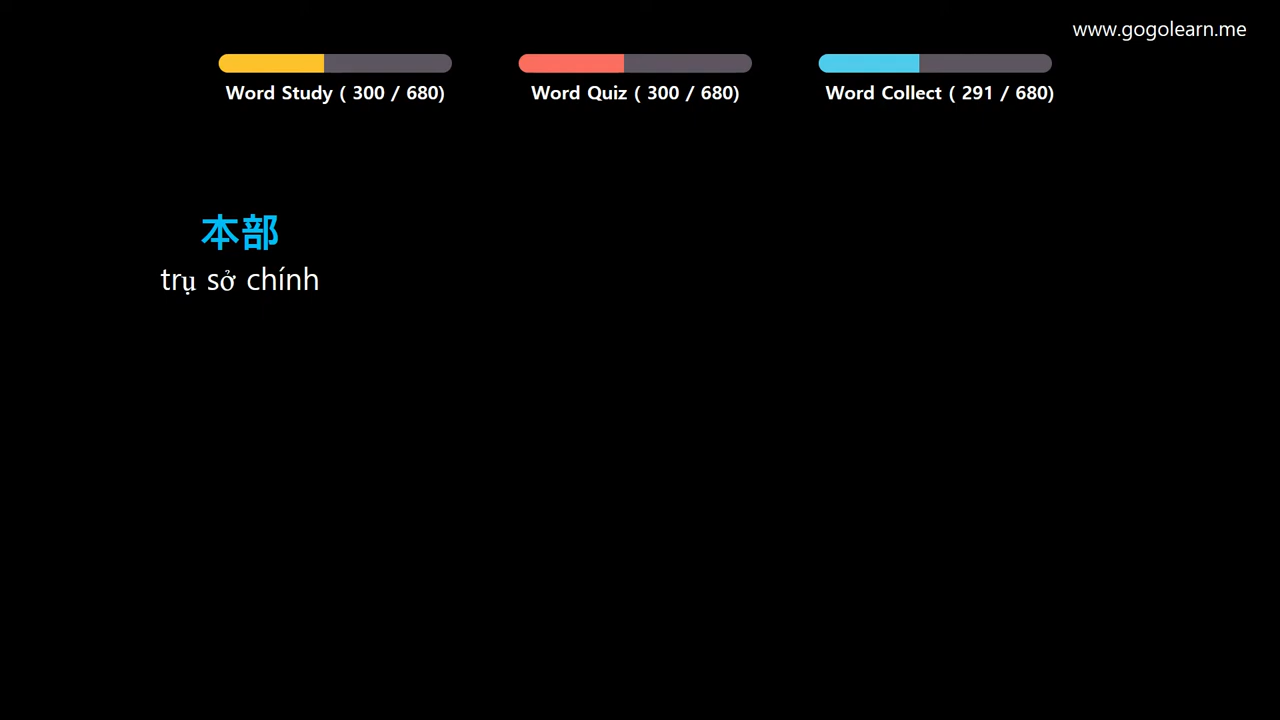 www.gogolearn.me
Word Study ( 300 / 680)
Word Quiz ( 300 / 680)
Word Collect ( 291 / 680)
本部
trụ sở chính